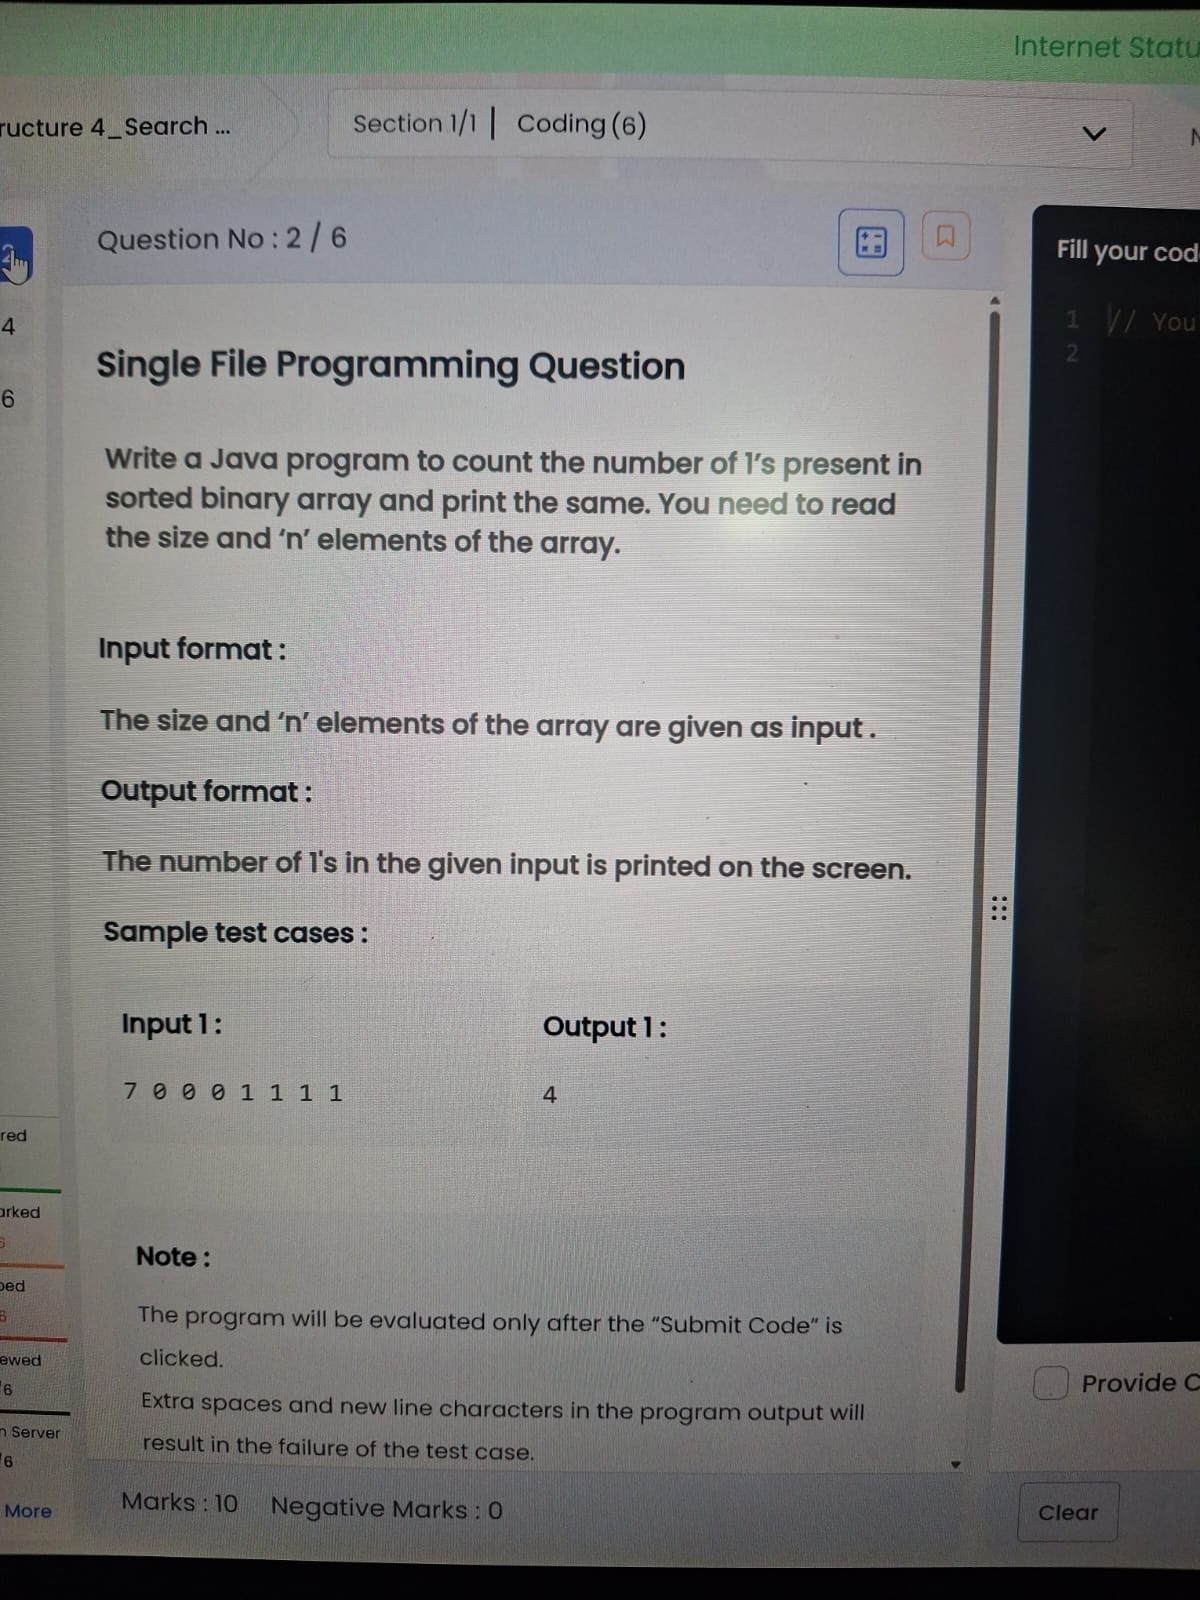 Internet Statu
ructure 4_Search ...
Section 1/1 | Coding (6)
Question No : 2 / 6
Fill your cod
4
6
1 // You
2
Single File Programming Question
Write a Java program to count the number of 1's present in
sorted binary array and print the same. You need to read
the size and ‘n’ elements of the array.
Input format :
The size and ‘n’ elements of the array are given as input .
Output format :
The number of 1's in the given input is printed on the screen.
Sample test cases :
Input 1 :
Output 1 :
7 0 0 0 1 1 1 1
4
red
arked
6
ped
6
ewed
/6
n Server
/6
More
Note :
The program will be evaluated only after the “Submit Code” is
clicked.
Extra spaces and new line characters in the program output will
result in the failure of the test case.
Marks : 10 Negative Marks : 0
Provide C
Clear